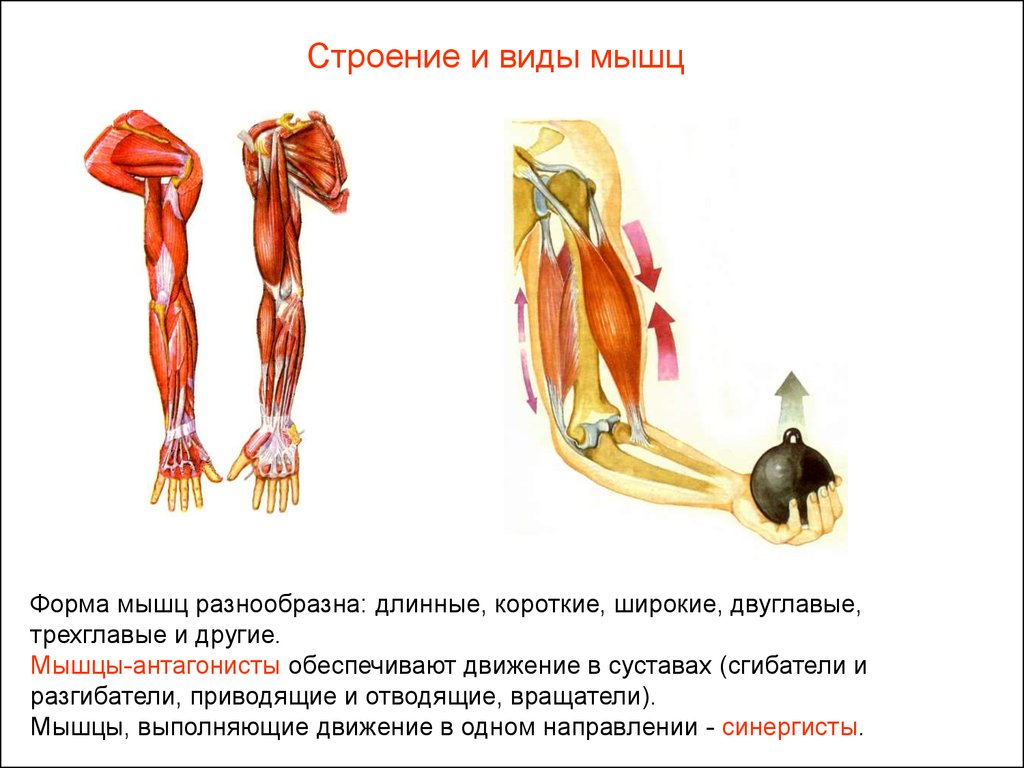 Строение и виды мышц
Форма мышц разнообразна: длинные, короткие, широкие, двуглавые,
трехглавые и другие.
Мышцы-антагонисты обеспечивают движение в суставах (сгибатели и
разгибатели, приводящие и отводящие, вращатели).
Мышцы, выполняющие движение в одном направлении - синергисты.